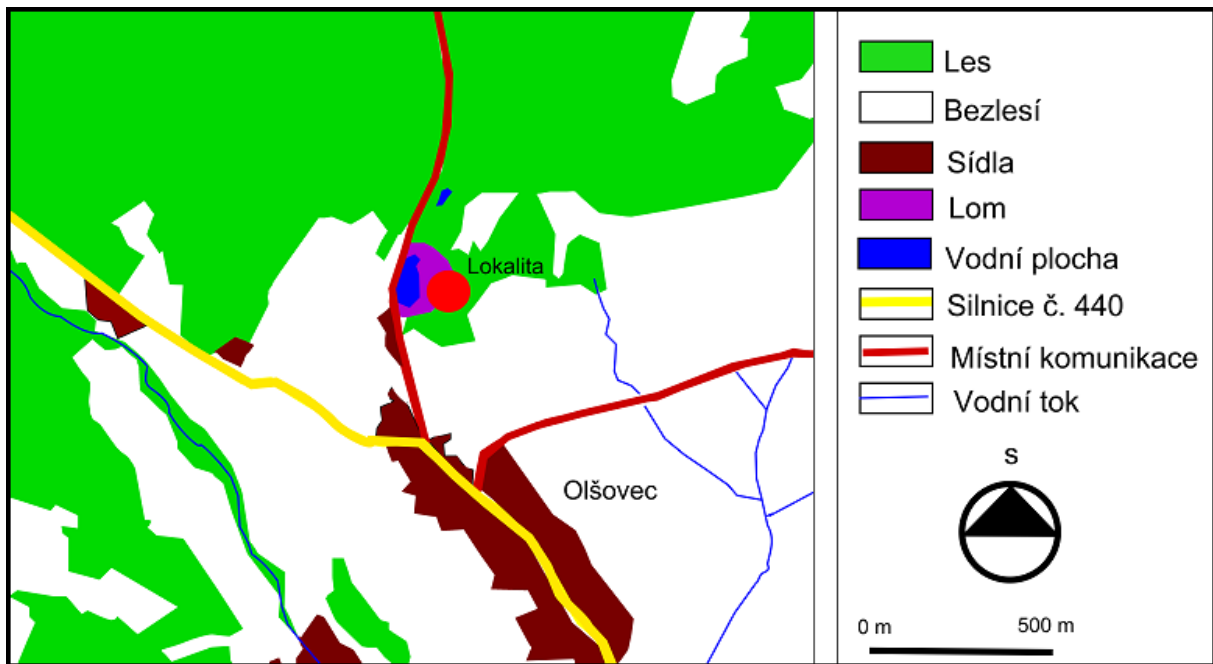 Lokalita
Olšovec
Les
Bezlesí
Sídla
Lom
Vodní plocha
Silnice č. 440
Místní komunikace
Vodní tok
S
0 m 500 m